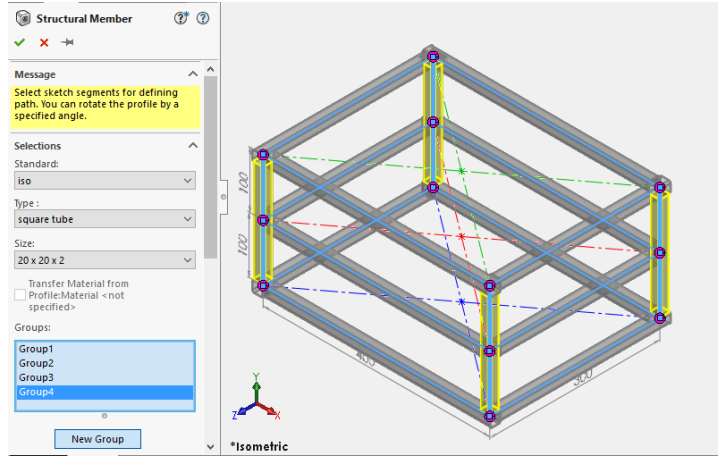 Structural Member
Message
Select sketch segments for defining
path. You can rotate the profile by a
specified angle.
Selections
Standard:
iso
Type :
square tube
Size:
20 x 20 x 2
Transfer Material from
Profile:Material <not
specified>
Groups:
Group1
Group2
Group3
Group4
New Group
100
100
300
Y
Z
X
*Isometric